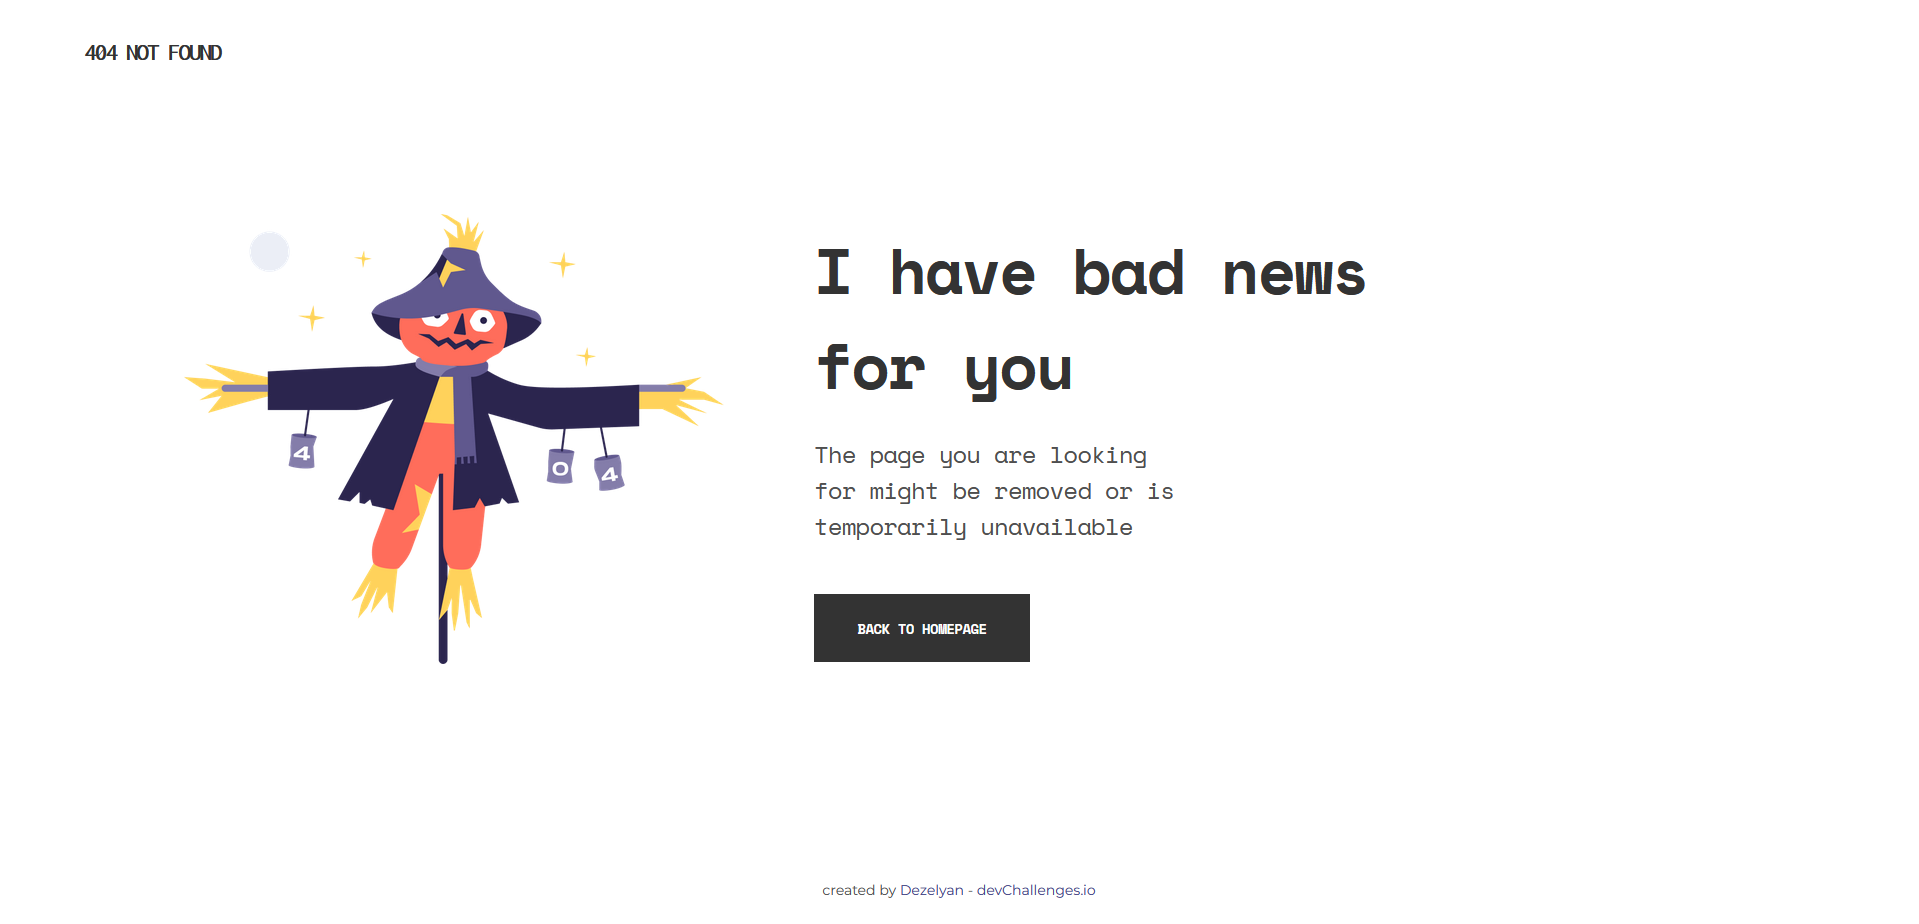 404 NOT FOUND
I have bad news
for you
4
0
4
The page you are looking
for might be removed or is
temporarily unavailable
BACK TO HOMEPAGE
created by Dezelyan - devChallenges.io